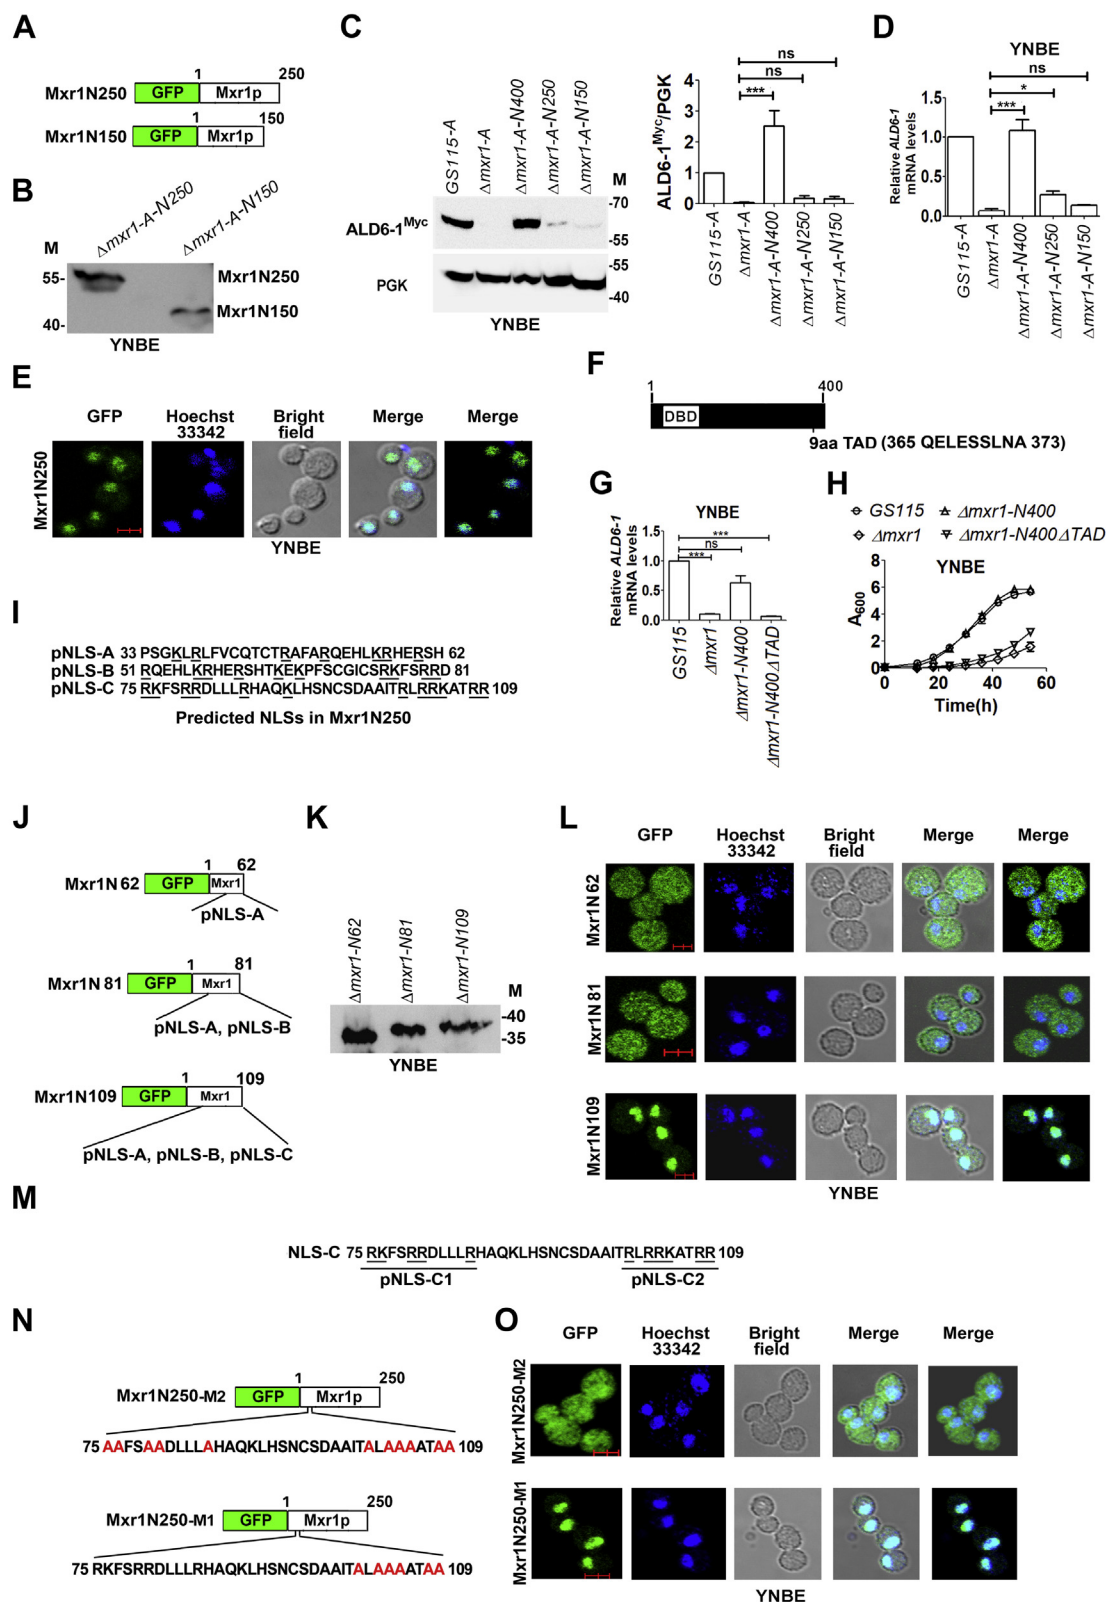 A
1 250
Mxr1N250 GFP Mxr1p
1 150
Mxr1N150 GFP Mxr1p
B
Δmxr1-A-N250
Δmxr1-A-N150
M
55-
40-
Mxr1N250
Mxr1N150
YNBE
C
GS115-A
Δmxr1-A
Δmxr1-A-N400
Δmxr1-A-N250
Δmxr1-A-N150
M
ALD6-1Myc
PGK
-70
-55
-55
-40
YNBE
ns
ns
***
ALD6-1Myc/PGK
4
3
2
1
0
GS115-A
Δmxr1-A
Δmxr1-A-N400
Δmxr1-A-N250
Δmxr1-A-N150
D
YNBE
ns
*
***
Relative ALD6-1
mRNA levels
1.5
1.0
0.5
0.0
GS115-A
Δmxr1-A
Δmxr1-A-N400
Δmxr1-A-N250
Δmxr1-A-N150
E
GFP Hoechst 33342 Bright field Merge Merge
Mxr1N250
YNBE
F
1 400
DBD
9aa TAD (365 QELESSLNA 373)
G
YNBE
***
ns
***
Relative ALD6-1
mRNA levels
1.5
1.0
0.5
0.0
GS115
Δmxr1
Δmxr1-N400
Δmxr1-N400ΔTAD
H
GS115 Δmxr1-N400
Δmxr1 Δmxr1-N400ΔTAD
YNBE
A600
8
6
4
2
0
0 20 40 60
Time(h)
I
pNLS-A 33 PSGKLRLFVCQTCTRAFARQEHLKRHERSH 62
pNLS-B 51 RQEHLKRHERSHTKEKPFSCGICSRKFSRRD 81
pNLS-C 75 RKFSRRDLLLRHAQKLHSNCSDAAITRLRRKATRR 109
Predicted NLSs in Mxr1N250
J
1 62
Mxr1N62 GFP Mxr1
pNLS-A
1 81
Mxr1N81 GFP Mxr1
pNLS-A, pNLS-B
1 109
Mxr1N109 GFP Mxr1
pNLS-A, pNLS-B, pNLS-C
K
Δmxr1-N62
Δmxr1-N81
Δmxr1-N109
M
-40
-35
YNBE
L
GFP Hoechst 33342 Bright field Merge Merge
Mxr1N62
Mxr1N81
Mxr1N109
YNBE
M
NLS-C 75 RKFSRRDLLLRHAQKLHSNCSDAAITRLRRKATRR 109
pNLS-C1 pNLS-C2
N
1 250
Mxr1N250-M2 GFP Mxr1p
75 AAFSAADLLLAHAQKLHSNCSDAAITALAAAATAA 109
1 250
Mxr1N250-M1 GFP Mxr1p
75 RKFSRRDLLLRHAQKLHSNCSDAAITALAAAATAA 109
O
GFP Hoechst 33342 Bright field Merge Merge
Mxr1N250-M2
Mxr1N250-M1
YNBE